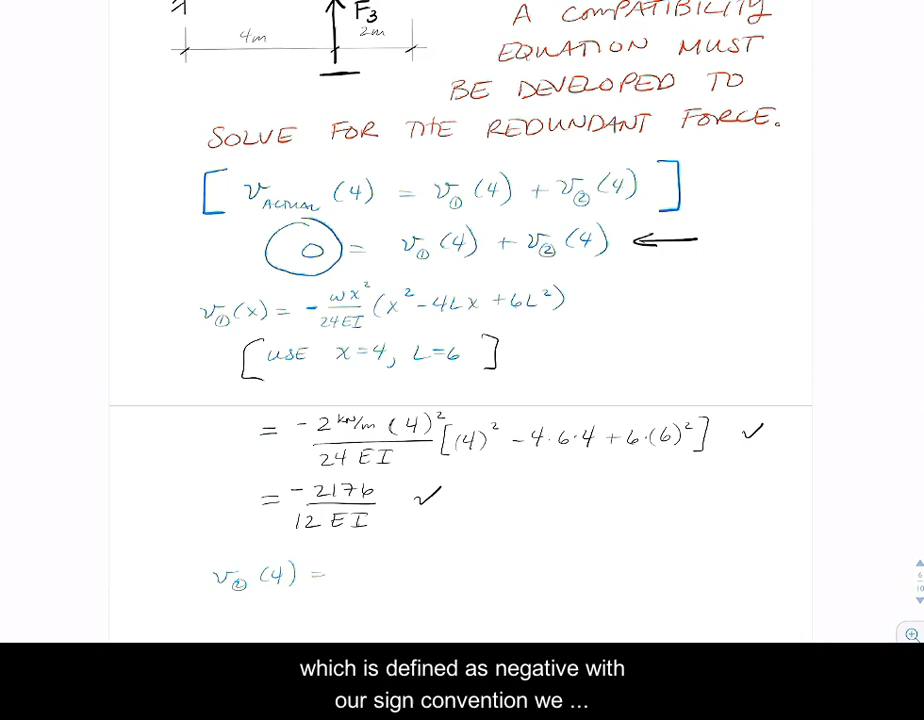 F3
4m
2m
A COMPATIBILITY
EQUATION MUST
BE DEVELOPED TO
SOLVE FOR THE REDUNDANT FORCE.
[ v ACTUAL (4) = v① (4) + v② (4) ]
0 = v① (4) + v② (4) ←
v① (x) = - wx²/24EI (x² - 4Lx + 6L²)
[ USE x=4, L=6 ]
= - 2 kN/m (4)²/24 EI [(4)² - 4·6·4 + 6·(6)²] ✓
= -2176/12 EI ✓
v② (4) =
6
10
which is defined as negative with
our sign convention we ...